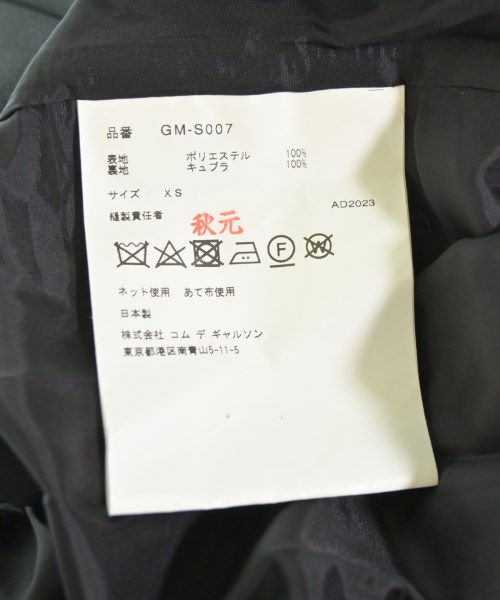 品番 GM-S007
表地 ポリエステル 100%
裏地 キュプラ 100%
サイズ XS
AD2023
縫製責任者 秋元
F W
ネット使用 あて布使用
日本製
株式会社 コム デ ギャルソン
東京都港区南青山5-11-5